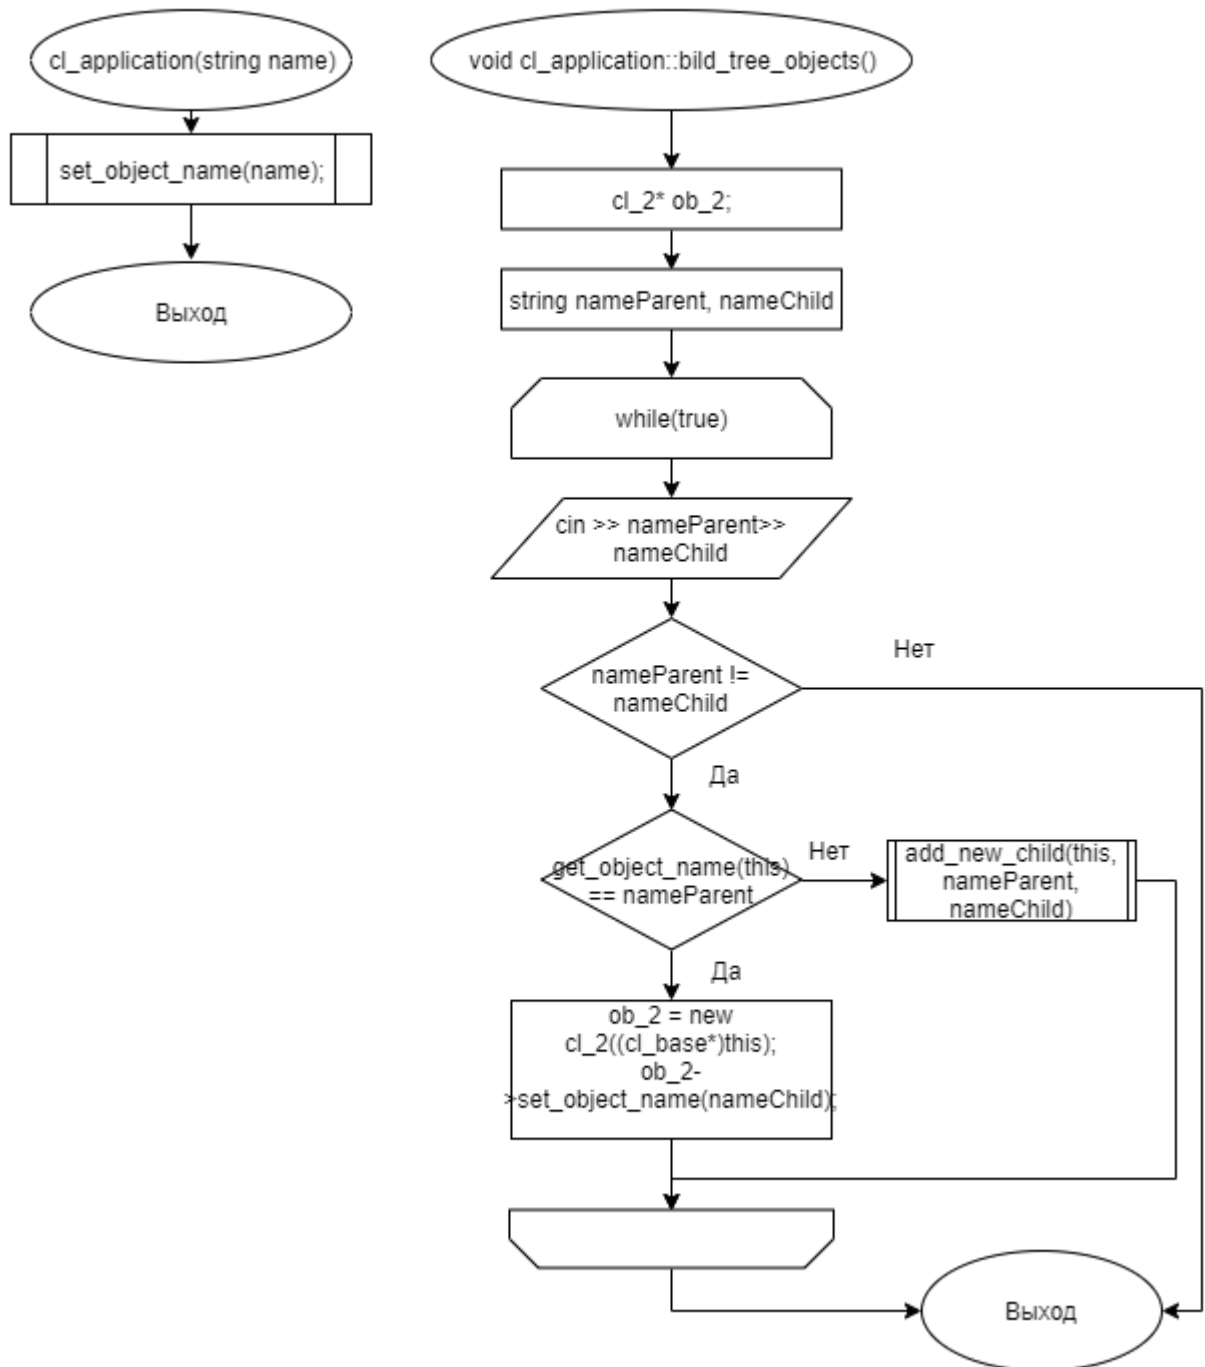 cl_application(string name)
set_object_name(name);
Выход
void cl_application::bild_tree_objects()
cl_2* ob_2;
string nameParent, nameChild
while(true)
cin >> nameParent>>
nameChild
nameParent !=
nameChild
Нет
Да
get_object_name(this)
== nameParent
Нет
add_new_child(this,
nameParent,
nameChild)
Да
ob_2 = new
cl_2((cl_base*)this);
ob_2-
>set_object_name(nameChild);
Выход